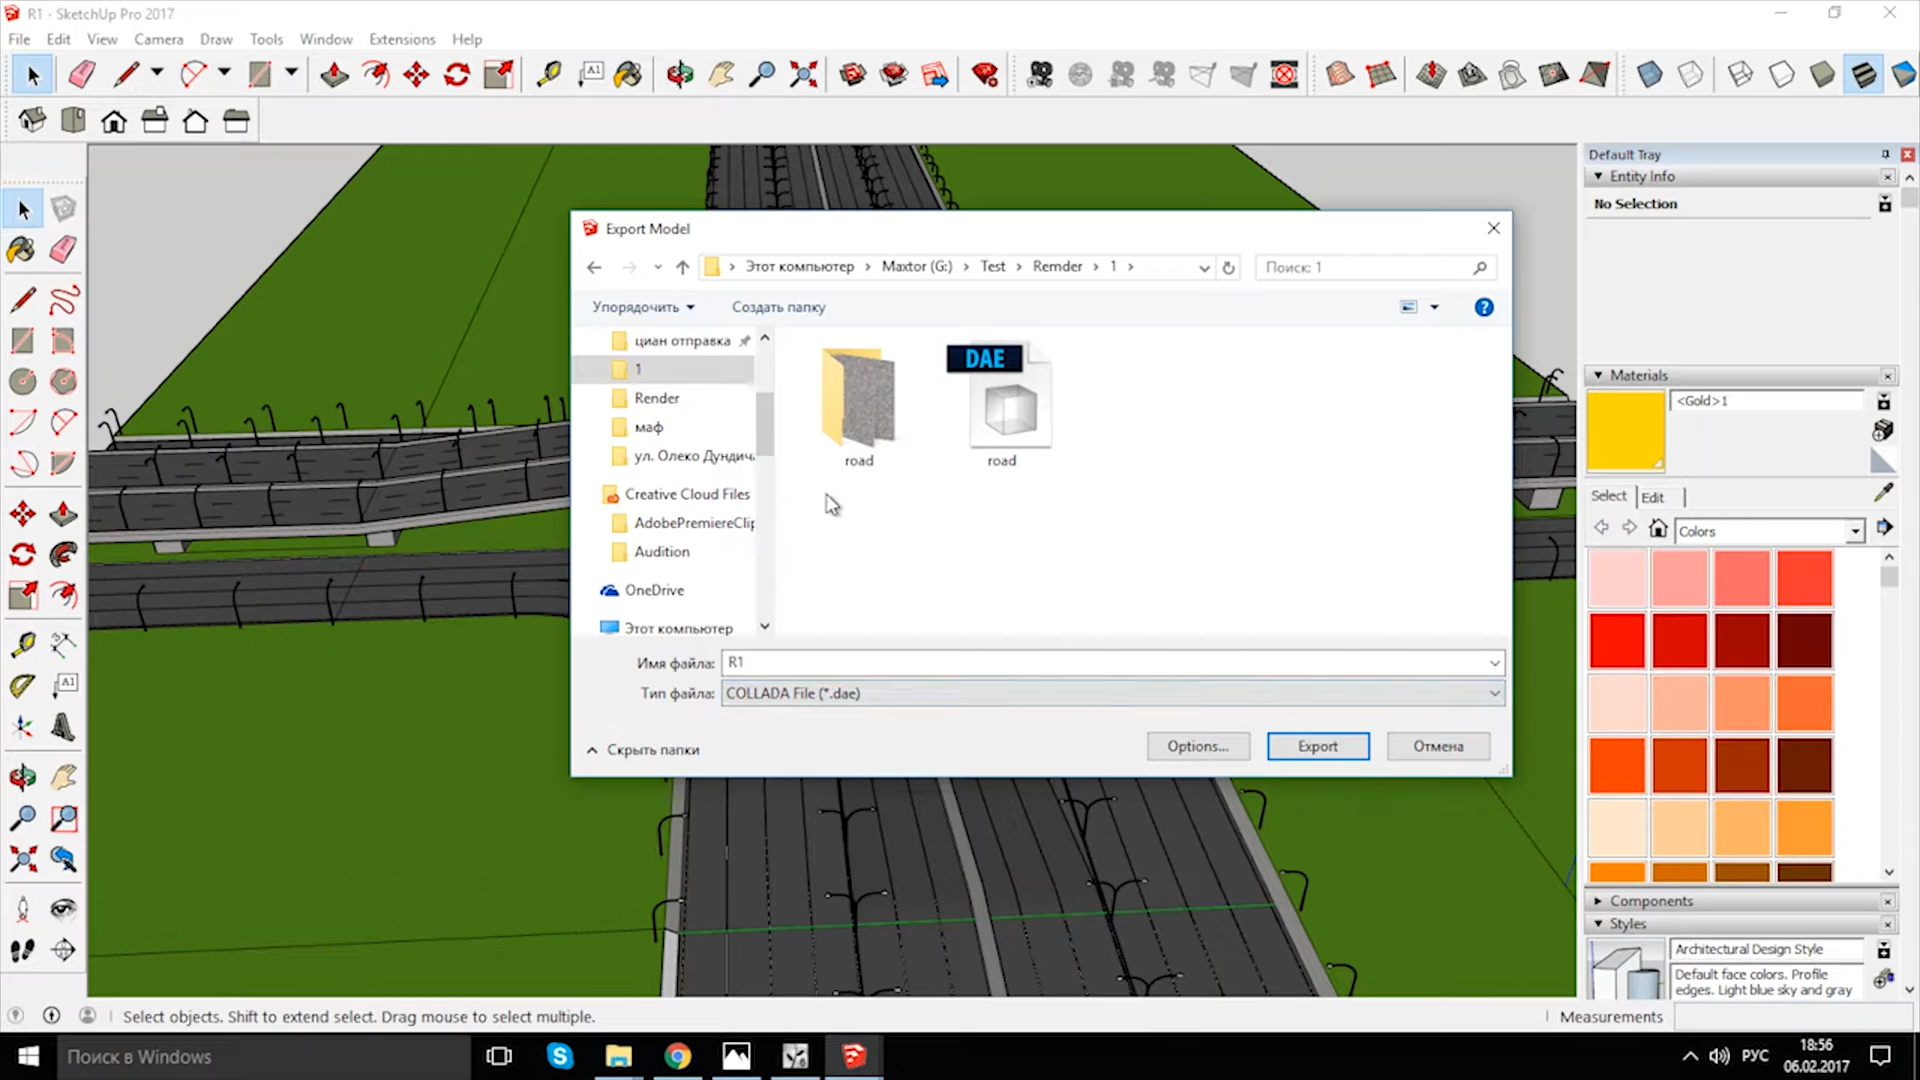 R1 - SketchUp Pro 2017
File Edit View Camera Draw Tools Window Extensions Help
A1
Default Tray
Entity Info
No Selection
Export Model
Этот компьютер › Maxtor (G:) › Test › Remder › 1 ›
Поиск: 1
Упорядочить
Создать папку
?
циан отправка
1
Render
маф
ул. Олеко Дундич
Creative Cloud Files
AdobePremiereClip
Audition
OneDrive
Этот компьютер
road
DAE
road
Имя файла: R1
Тип файла: COLLADA File (*.dae)
Скрыть папки
Options...
Export
Отмена
Materials
<Gold>1
Select Edit
Colors
A1
Components
Styles
Architectural Design Style
Default face colors. Profile
edges. Light blue sky and gray
Select objects. Shift to extend select. Drag mouse to select multiple.
Measurements
Поиск в Windows
РУС
18:56
06.02.2017